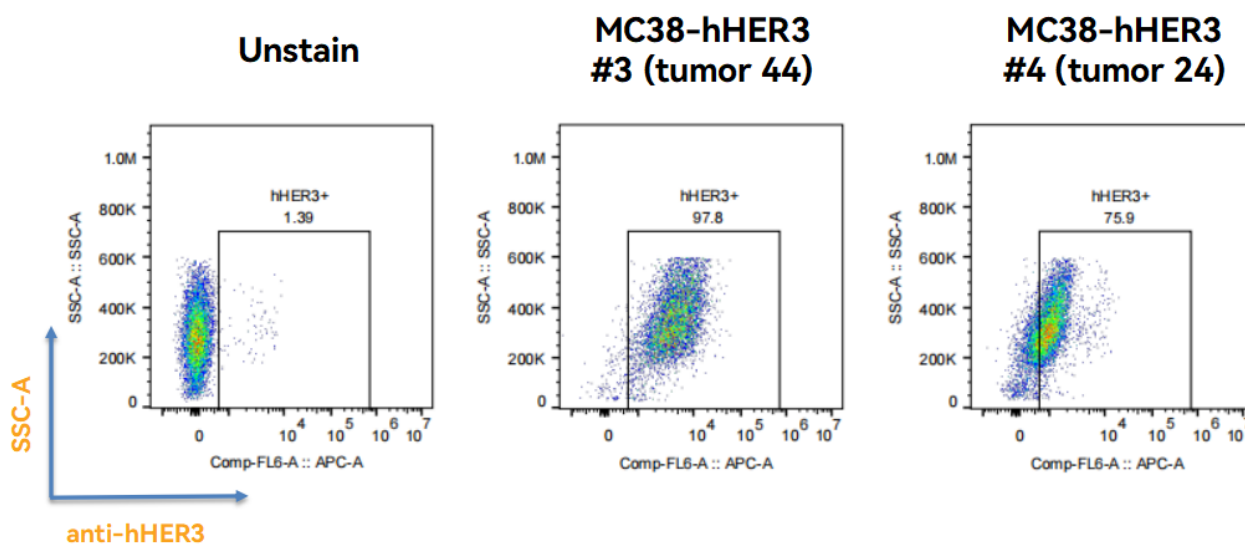 Unstain
MC38-hHER3
#3 (tumor 44)
MC38-hHER3
#4 (tumor 24)
SSC-A :: SSC-A
1.0M
800K
600K
400K
200K
0
hHER3+
1.39
0
10^4
10^5
10^6
10^7
Comp-FL6-A :: APC-A
SSC-A :: SSC-A
1.0M
800K
600K
400K
200K
0
hHER3+
97.8
0
10^4
10^5
10^6
10^7
Comp-FL6-A :: APC-A
SSC-A :: SSC-A
1.0M
800K
600K
400K
200K
0
hHER3+
75.9
0
10^4
10^5
10^6
10
Comp-FL6-A :: APC-A
SSC-A
anti-hHER3